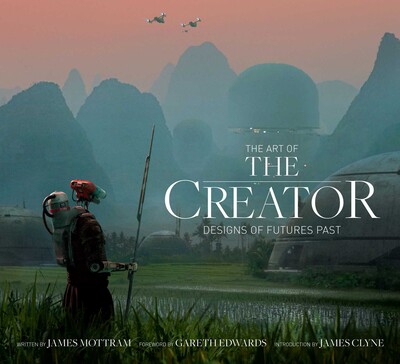 THE ART OF
THE
CREATOR
DESIGNS OF FUTURES PAST
WRITTEN BY JAMES MOTTRAM FOREWORD BY GARETH EDWARDS INTRODUCTION BY JAMES CLYNE